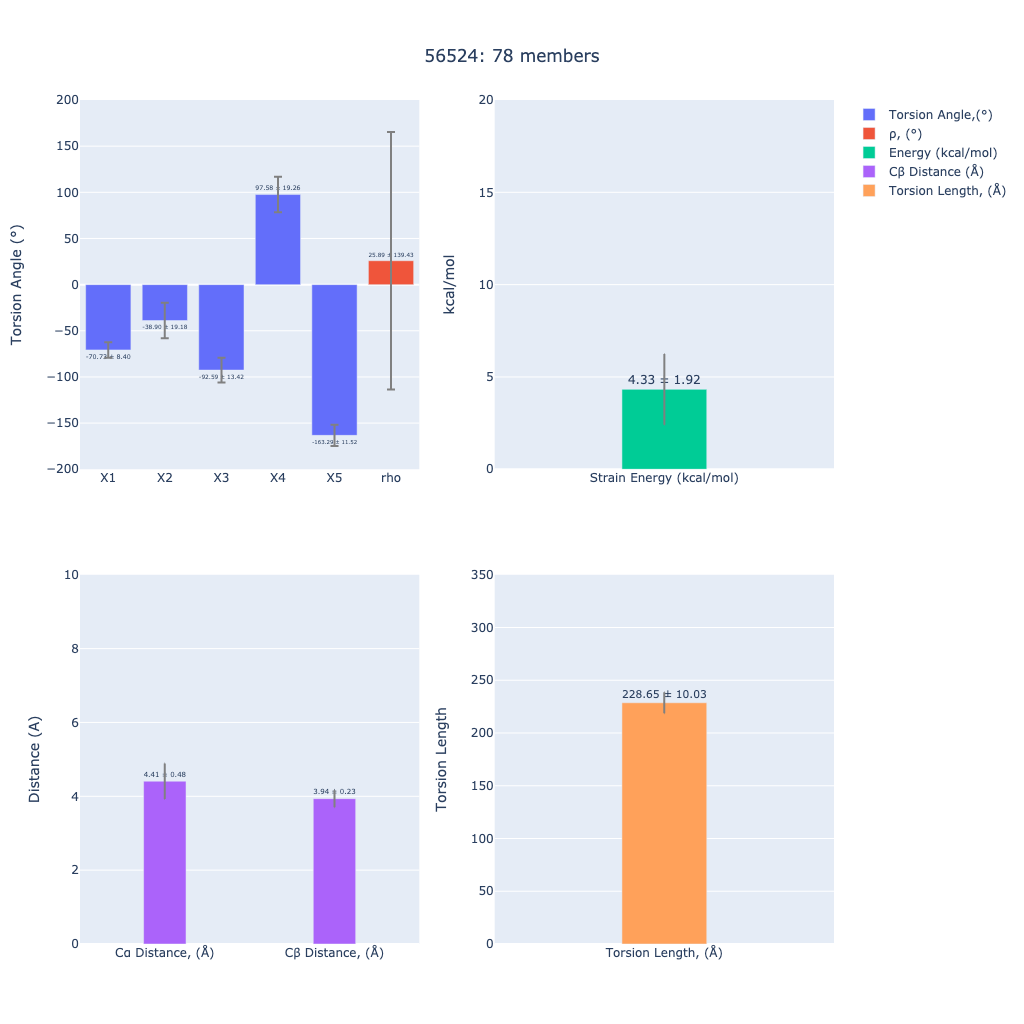 56524: 78 members
Torsion Angle (°)
200
150
100
50
0
−50
−100
−150
−200
-70.73 ± 8.40
-38.90 ± 19.18
-92.59 ± 13.42
97.58 ± 19.26
-163.29 ± 11.52
25.89 ± 139.43
X1 X2 X3 X4 X5 rho
kcal/mol
20
15
10
5
0
4.33 ± 1.92
Strain Energy (kcal/mol)
Torsion Angle,(°)
ρ, (°)
Energy (kcal/mol)
Cβ Distance (Å)
Torsion Length, (Å)
Distance (A)
10
8
6
4
2
0
4.41 ± 0.48
3.94 ± 0.23
Cα Distance, (Å) Cβ Distance, (Å)
Torsion Length
350
300
250
200
150
100
50
0
228.65 ± 10.03
Torsion Length, (Å)